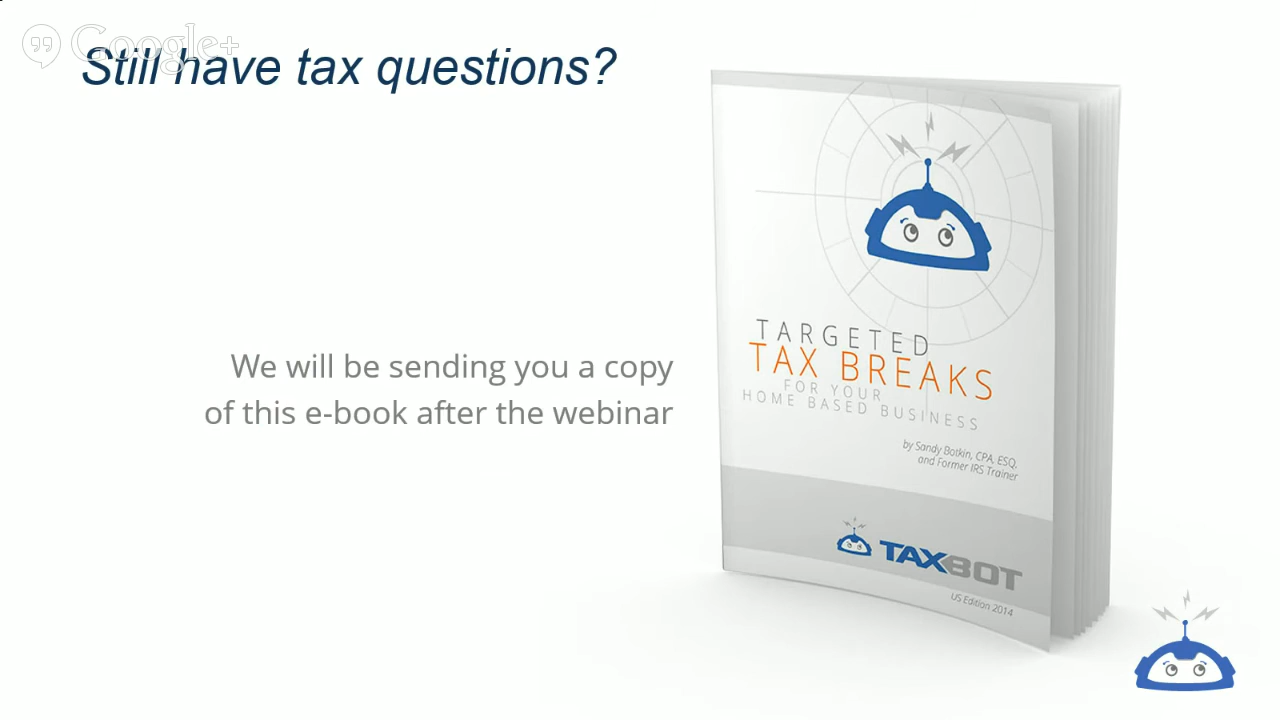 Google+
Still have tax questions?
We will be sending you a copy
of this e-book after the webinar
TARGETED
TAX BREAKS
FOR YOUR
HOME BASED BUSINESS
by Sandy Botkin, CPA, ESQ,
and Former IRS Trainer
TAXBOT
US Edition 2014